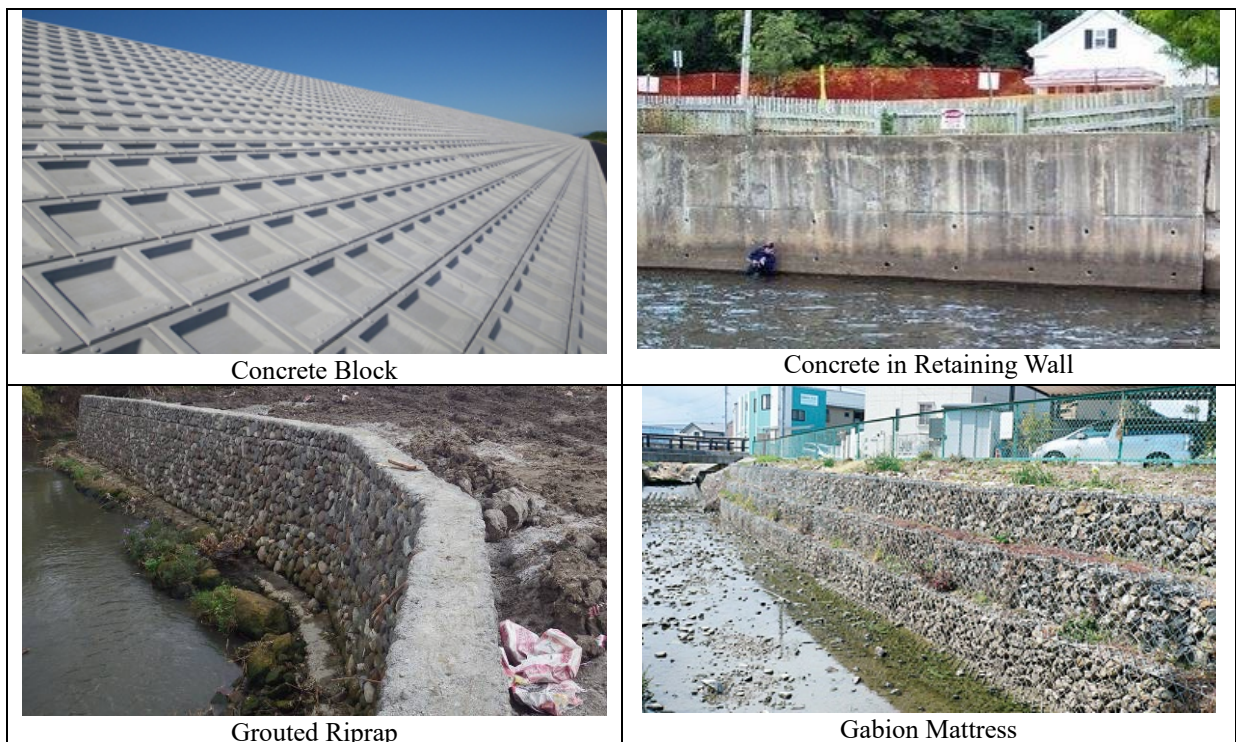 Concrete Block
Concrete in Retaining Wall
Grouted Riprap
Gabion Mattress